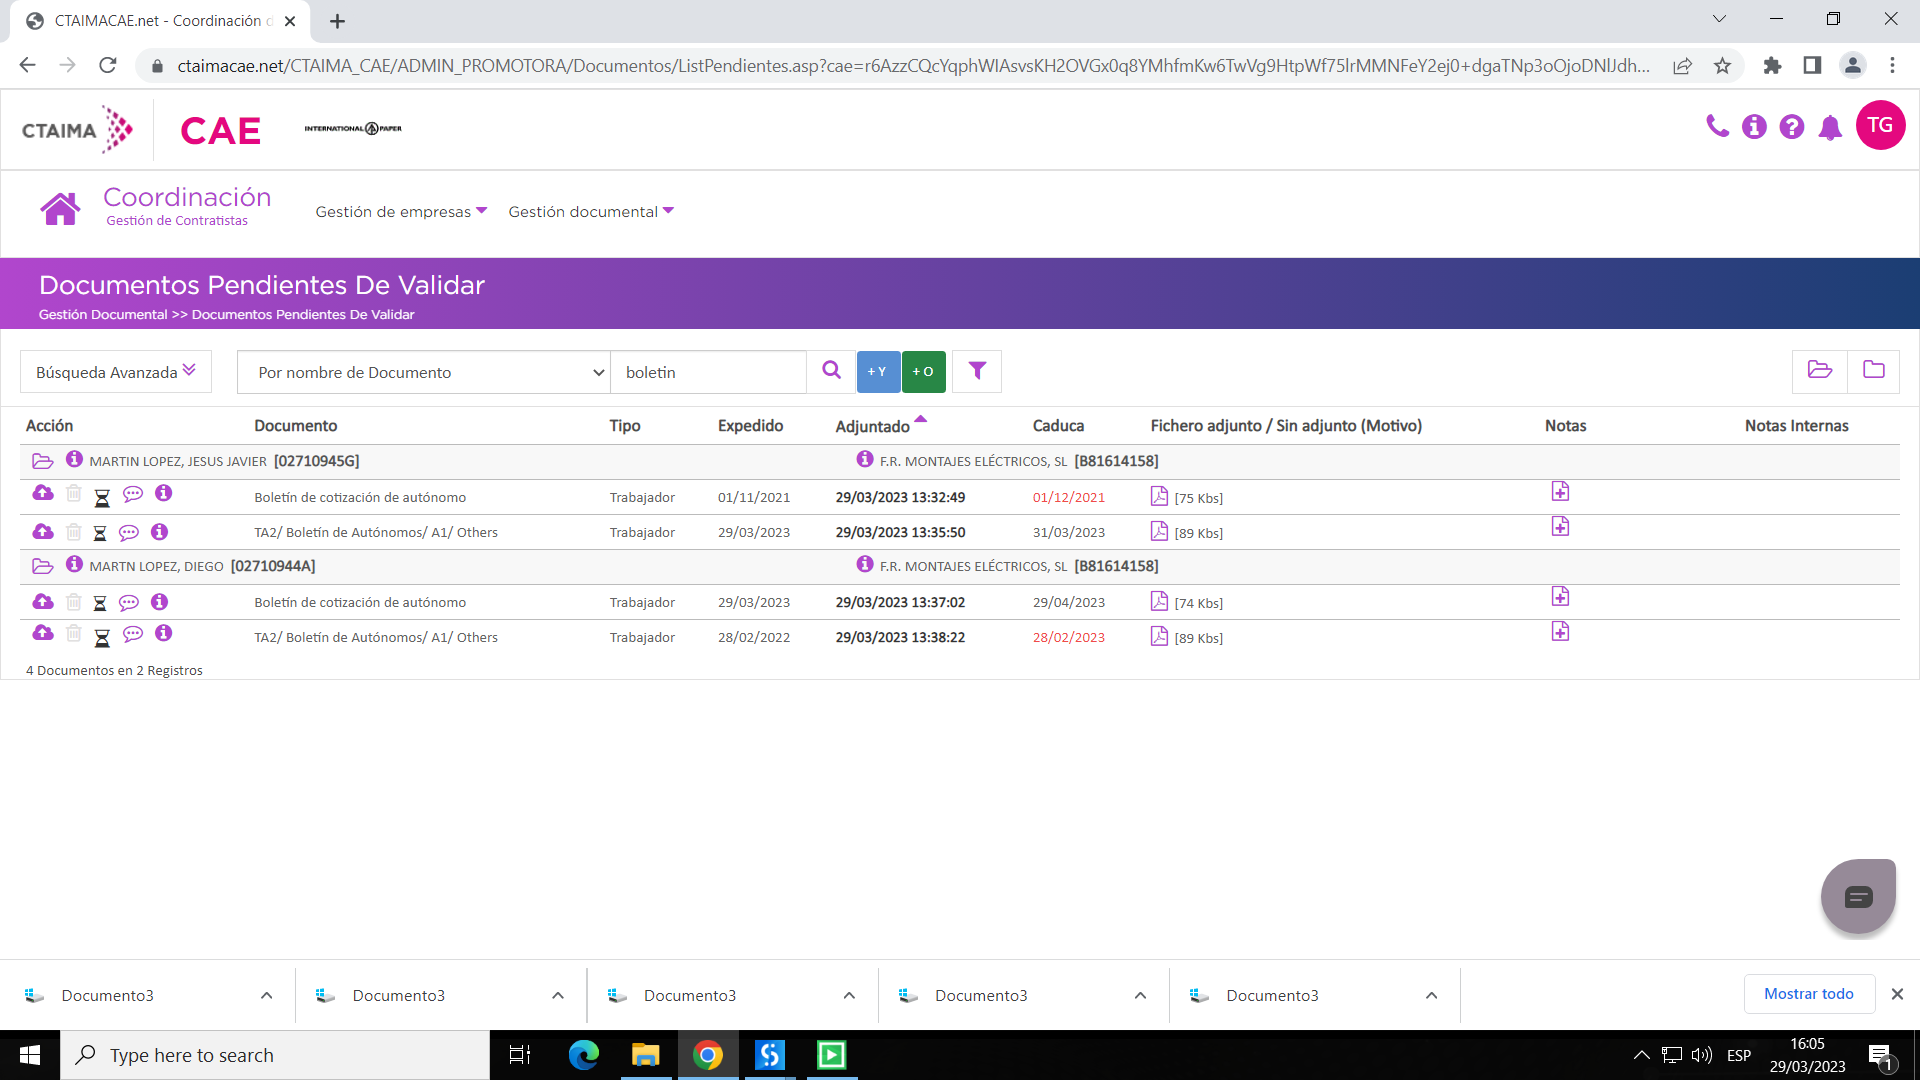 CTAIMACAE.net - Coordinación d
ctaimacae.net/CTAIMA_CAE/ADMIN_PROMOTORA/Documentos/ListPendientes.asp?cae=r6AzzCQcYqphWIAsvsKH2OVGx0q8YMhfmKw6TwVg9HtpWf75lrMMNFeY2ej0+dgaTNp3oOjoDNlJdh...
CTAIMA CAE INTERNATIONAL PAPER TG
Coordinación
Gestión de Contratistas
Gestión de empresas Gestión documental
Documentos Pendientes De Validar
Gestión Documental >> Documentos Pendientes De Validar
Búsqueda Avanzada Por nombre de Documento boletin + Y + O
Acción Documento Tipo Expedido Adjuntado Caduca Fichero adjunto / Sin adjunto (Motivo) Notas Notas Internas
MARTIN LOPEZ, JESUS JAVIER [02710945G] F.R. MONTAJES ELÉCTRICOS, SL [B81614158]
Boletín de cotización de autónomo Trabajador 01/11/2021 29/03/2023 13:32:49 01/12/2021 [75 Kbs]
TA2/ Boletín de Autónomos/ A1/ Others Trabajador 29/03/2023 29/03/2023 13:35:50 31/03/2023 [89 Kbs]
MARTN LOPEZ, DIEGO [02710944A] F.R. MONTAJES ELÉCTRICOS, SL [B81614158]
Boletín de cotización de autónomo Trabajador 29/03/2023 29/03/2023 13:37:02 29/04/2023 [74 Kbs]
TA2/ Boletín de Autónomos/ A1/ Others Trabajador 28/02/2022 29/03/2023 13:38:22 28/02/2023 [89 Kbs]
4 Documentos en 2 Registros
Documento3 Documento3 Documento3 Documento3 Documento3 Mostrar todo
Type here to search
ESP
16:05
29/03/2023
1